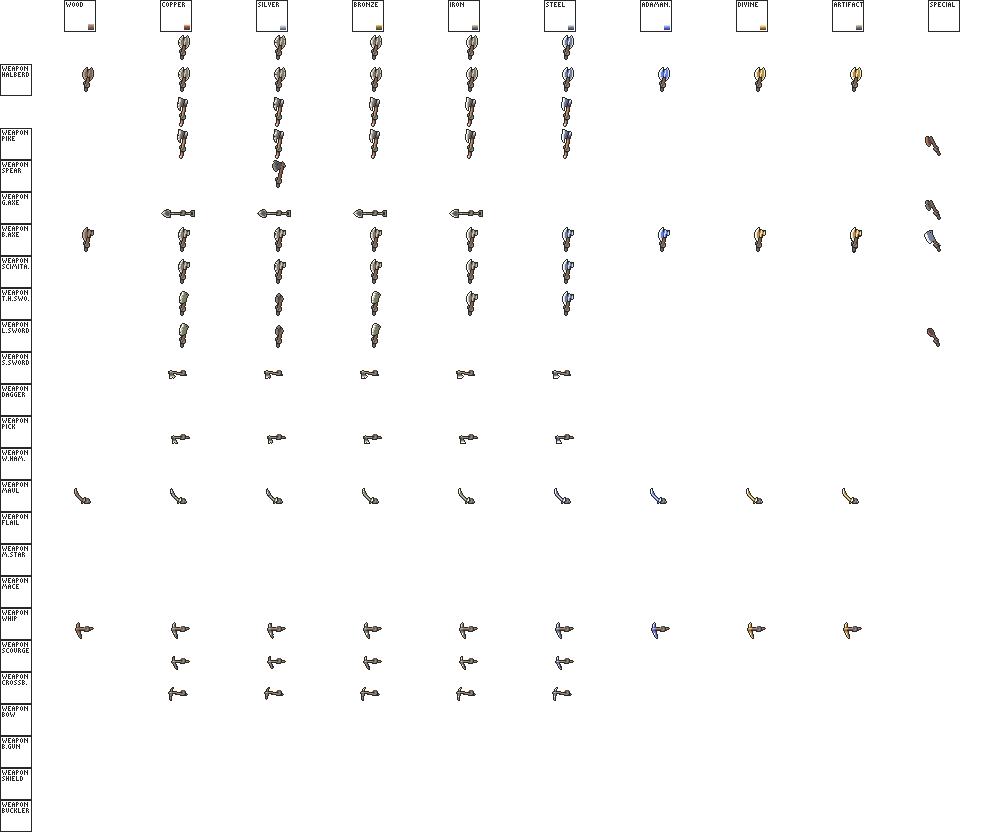 WOOD COPPER SILVER BRONZE IRON STEEL ADAMAN. DIVINE ARTIFACT SPECIAL
WEAPON
HALBERD
WEAPON
PIKE
WEAPON
SPEAR
WEAPON
G.AXE
WEAPON
B.AXE
WEAPON
SCIMITA.
WEAPON
T.H.SWO.
WEAPON
L.SWORD
WEAPON
S.SWORD
WEAPON
DAGGER
WEAPON
PICK
WEAPON
W.HAM.
WEAPON
MAUL
WEAPON
FLAIL
WEAPON
M.STAR
WEAPON
MACE
WEAPON
WHIP
WEAPON
SCOURGE
WEAPON
CROSSB.
WEAPON
BOW
WEAPON
B.GUN
WEAPON
SHIELD
WEAPON
BUCKLER